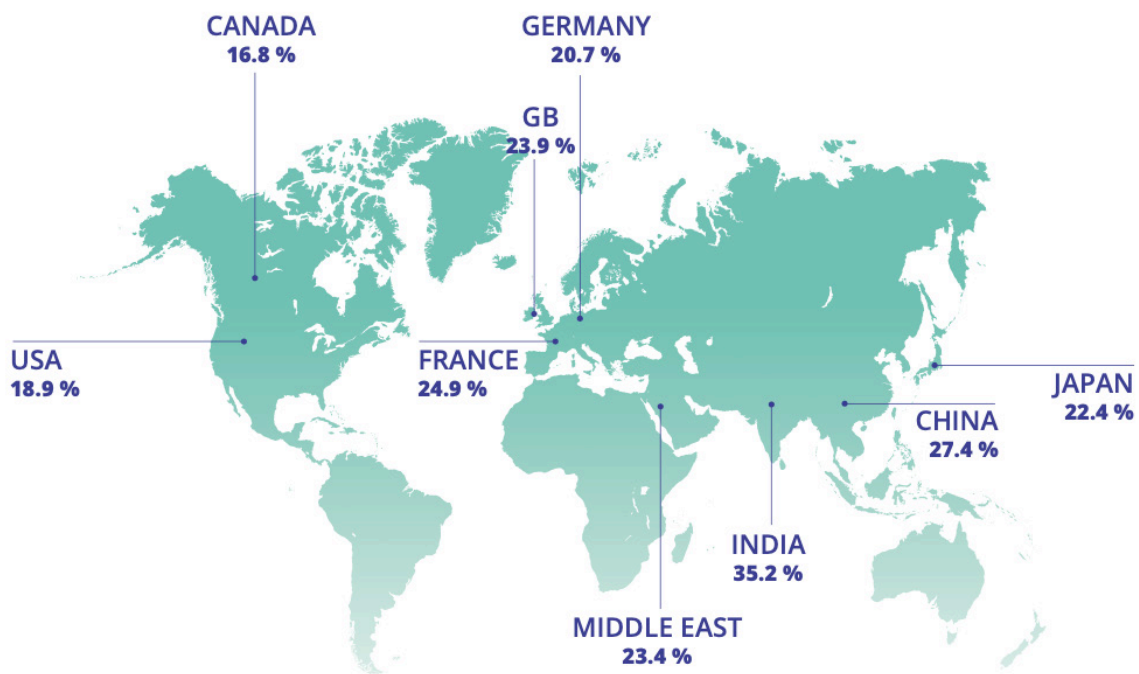 CANADA
16.8 %
GERMANY
20.7 %
GB
23.9 %
USA
18.9 %
FRANCE
24.9 %
JAPAN
22.4 %
CHINA
27.4 %
INDIA
35.2 %
MIDDLE EAST
23.4 %